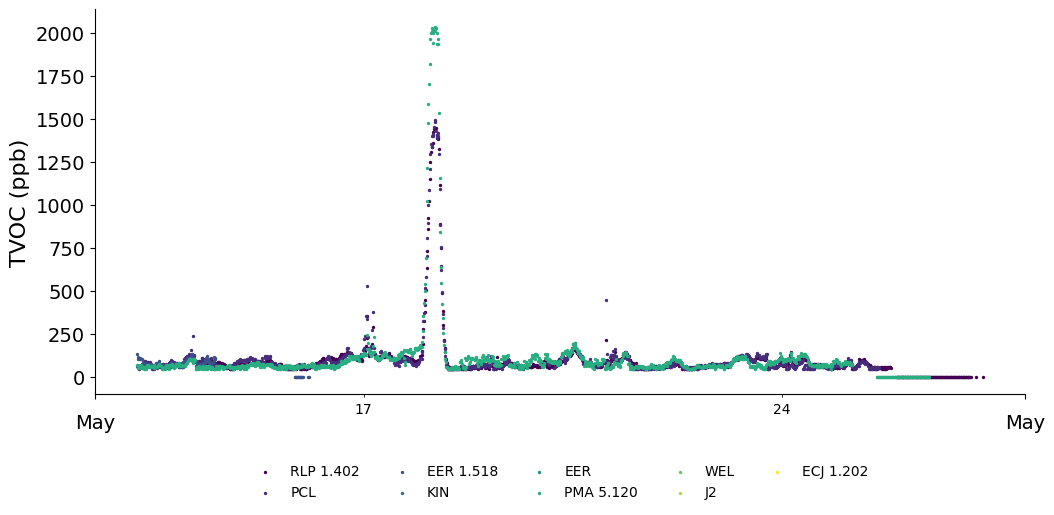 2000
1750
1500
1250
1000
750
500
250
0
TVOC (ppb)
17
24
May
May
RLP 1.402
EER 1.518
EER
WEL
ECJ 1.202
PCL
KIN
PMA 5.120
J2